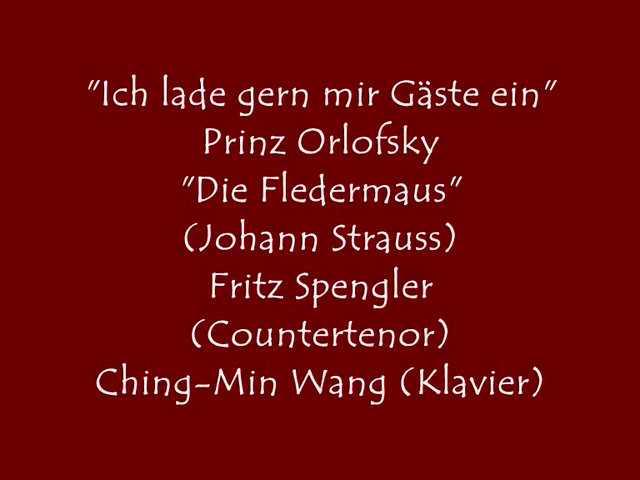 "Ich lade gern mir Gäste ein"
Prinz Orlofsky
"Die Fledermaus"
(Johann Strauss)
Fritz Spengler
(Countertenor)
Ching-Min Wang (Klavier)